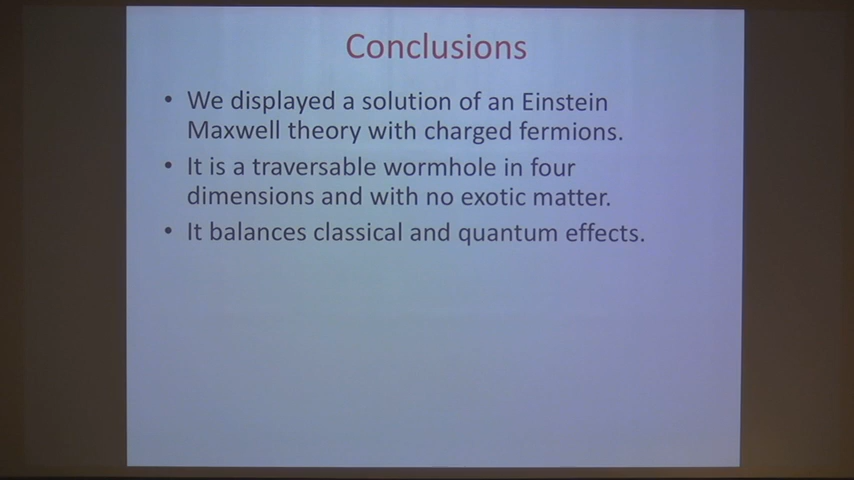 Conclusions
• We displayed a solution of an Einstein
Maxwell theory with charged fermions.
• It is a traversable wormhole in four
dimensions and with no exotic matter.
• It balances classical and quantum effects.